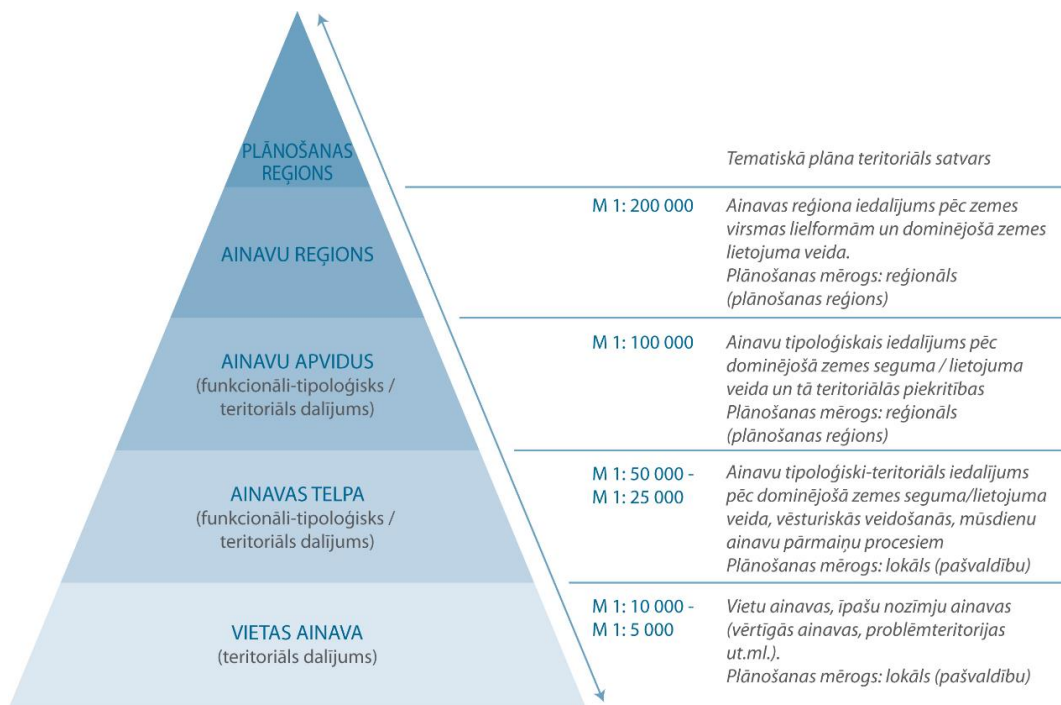 PLĀNOŠANAS
REĢIONS
Tematiskā plāna teritoriāls satvars
AINAVU REĢIONS
M 1: 200 000
Ainavas reģiona iedalījums pēc zemes
virsmas lielformām un dominējošā zemes
lietojuma veida.
Plānošanas mērogs: reģionāls
(plānošanas reģions)
AINAVU APVIDUS
(funkcionāli-tipoloģisks /
teritoriāls dalījums)
M 1: 100 000
Ainavu tipoloģiskais iedalījums pēc
dominējošā zemes seguma / lietojuma
veida un tā teritoriālās piekritības
Plānošanas mērogs: reģionāls
(plānošanas reģions)
AINAVAS TELPA
(funkcionāli-tipoloģisks /
teritoriāls dalījums)
M 1: 50 000 -
M 1: 25 000
Ainavu tipoloģiski-teritoriāls iedalījums
pēc dominējošā zemes seguma/lietojuma
veida, vēsturiskās veidošanās, mūsdienu
ainavu pārmaiņu procesiem
Plānošanas mērogs: lokāls (pašvaldību)
VIETAS AINAVA
(teritoriāls dalījums)
M 1: 10 000 -
M 1: 5 000
Vietu ainavas, īpašu nozīmju ainavas
(vērtīgās ainavas, problēmteritorijas
ut.ml.).
Plānošanas mērogs: lokāls (pašvaldību)